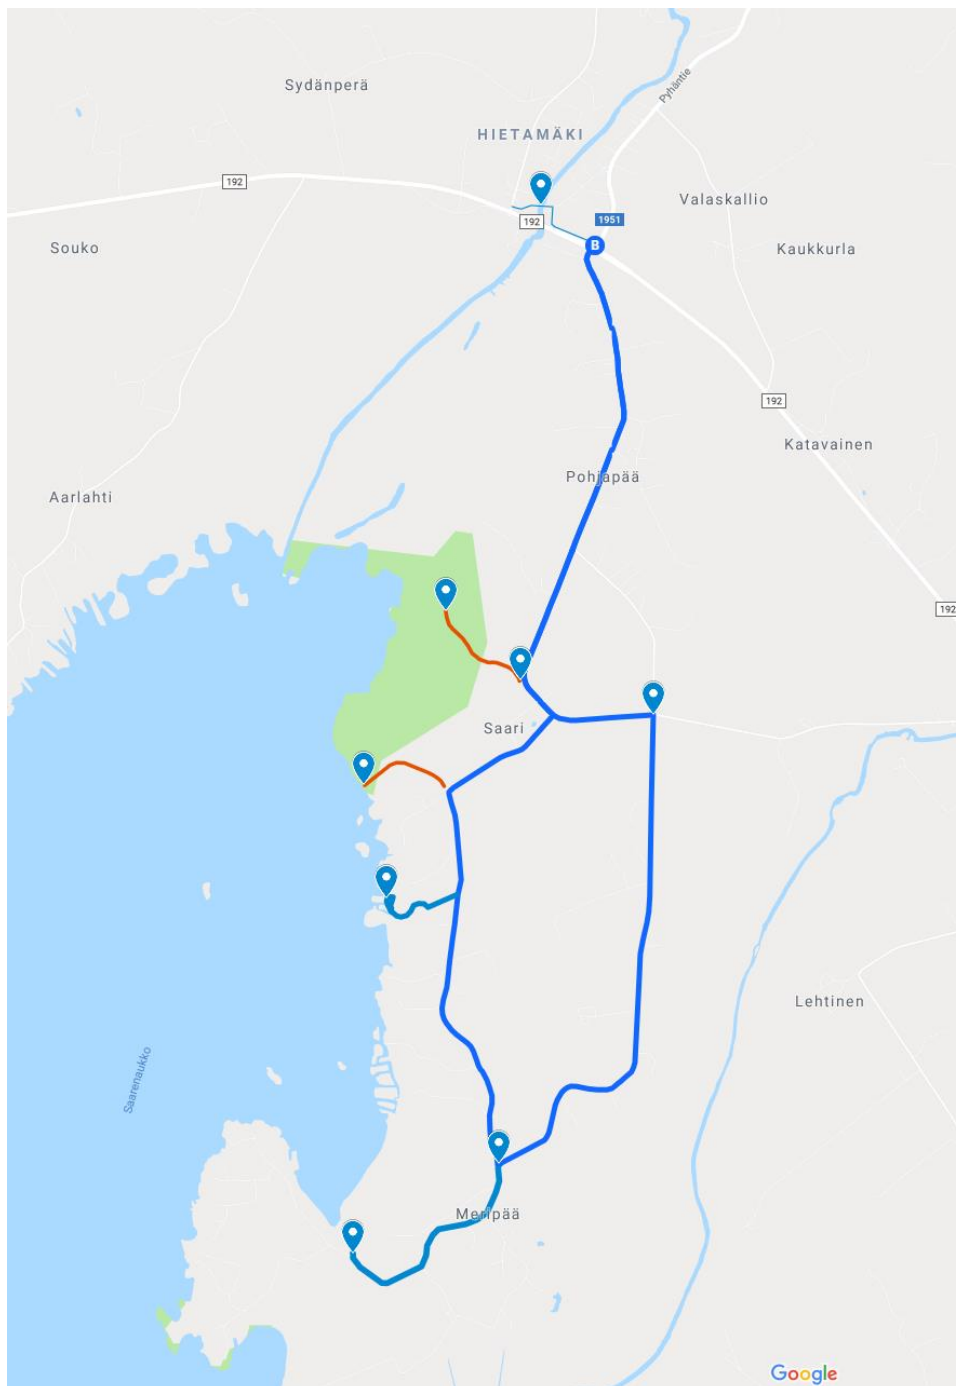 Pyhäntie
Sydänperä
HIETAMÄKI
192
Valaskallio
192
1951
B
Souko
Kaukkurla
192
Katavainen
Pohjapää
Aarlahti
192
Saari
Lehtinen
Saarenaukko
Meripää
Google